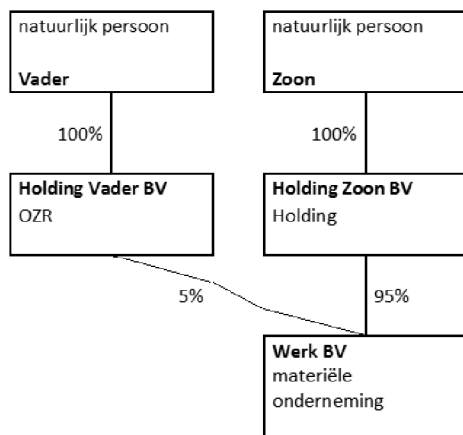 natuurlijk persoon
Vader
natuurlijk persoon
Zoon
100%
100%
Holding Vader BV
OZR
Holding Zoon BV
Holding
5%
95%
Werk BV
materiële
onderneming